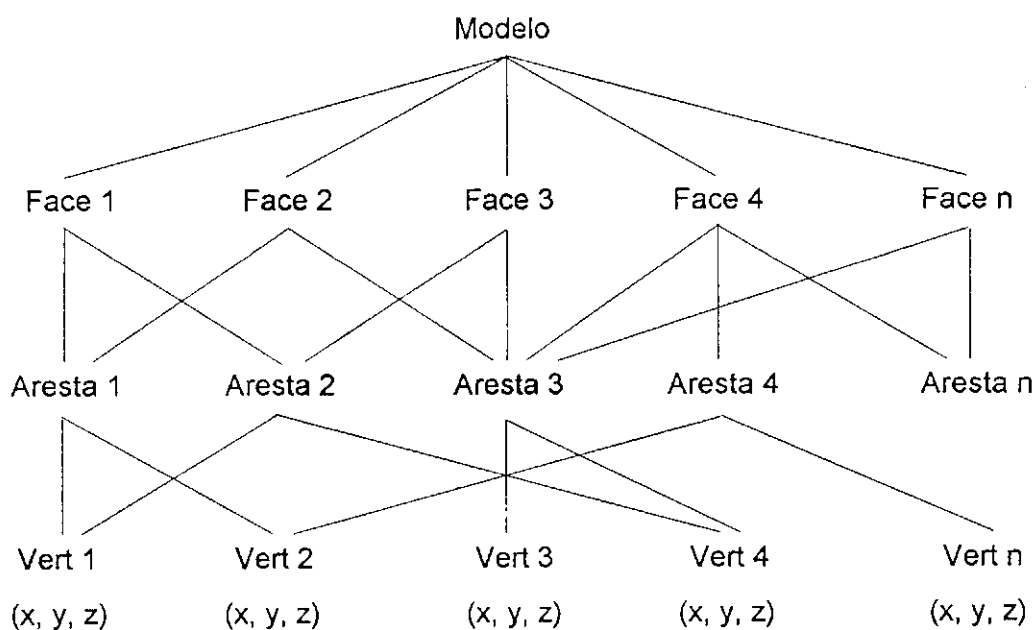 Modelo
Face 1 Face 2 Face 3 Face 4 Face n
Aresta 1 Aresta 2 Aresta 3 Aresta 4 Aresta n
Vert 1 Vert 2 Vert 3 Vert 4 Vert n
(x, y, z) (x, y, z) (x, y, z) (x, y, z) (x, y, z)